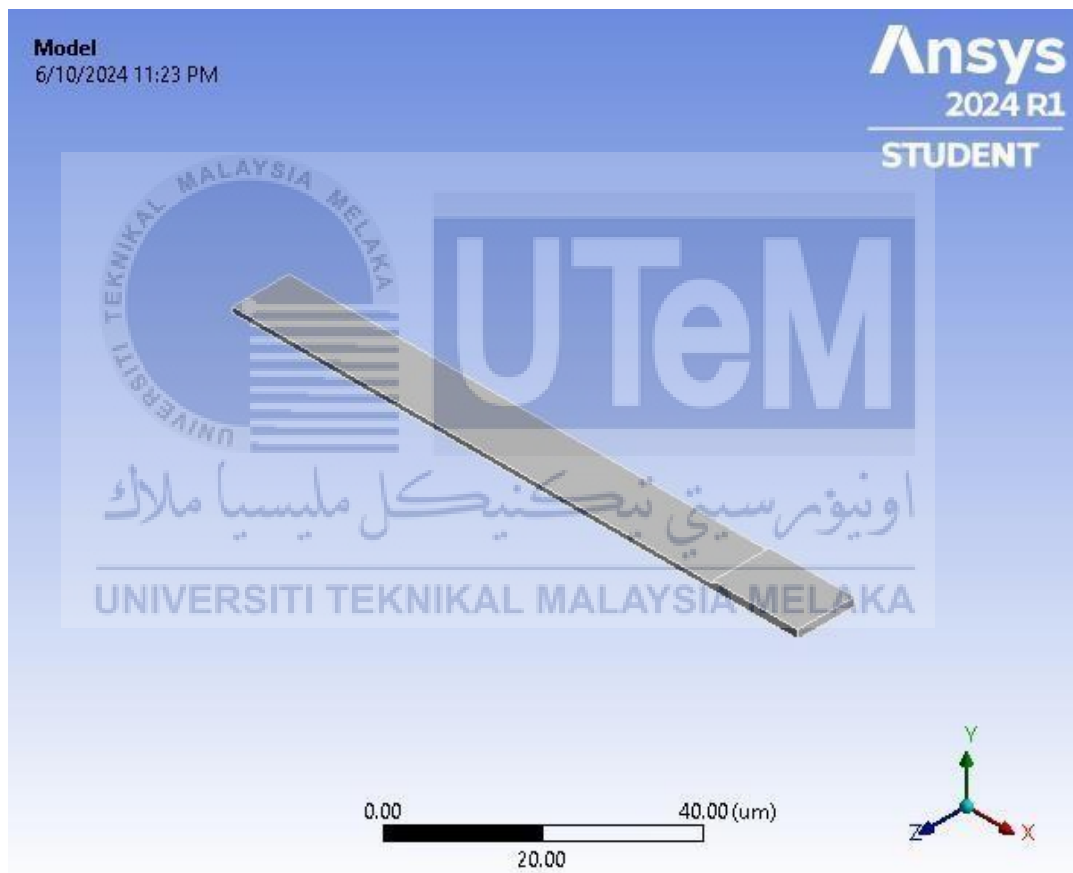 Model
6/10/2024 11:23 PM
Ansys
2024 R1
STUDENT
UNIVERSITI TEKNIKAL MALAYSIA MELAKA
UTeM
اونيۏرسيتي تيكنيكل مليسيا ملاك
UNIVERSITI TEKNIKAL MALAYSIA MELAKA
0.00
40.00 (um)
20.00
Y
Z
X